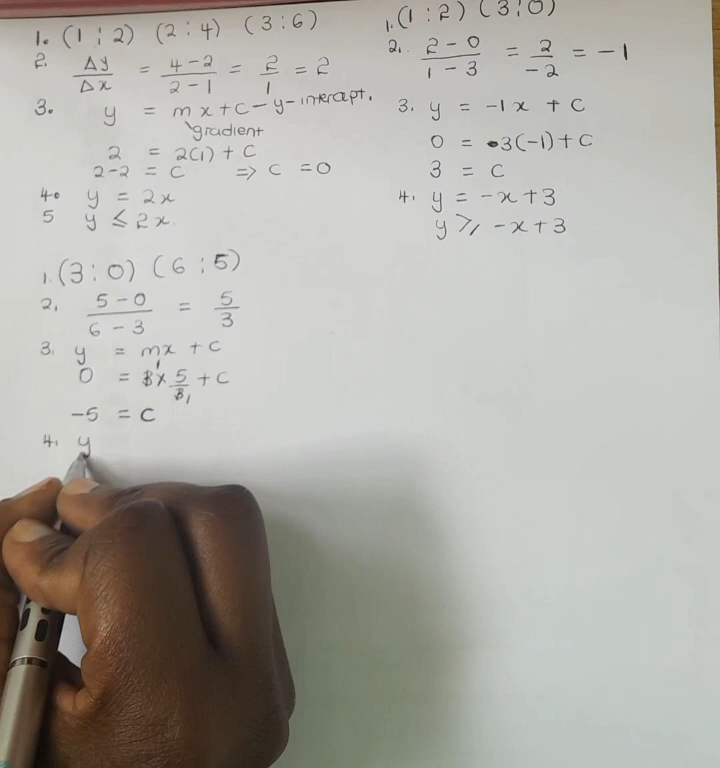 1. (1 ; 2) (2 ; 4) (3 ; 6)
2. Δy/Δx = 4-2/2-1 = 2/1 = 2
3. y = mx + c - y-intercept.
gradient
2 = 2(1) + c
2-2 = c => c = 0
4. y = 2x
5 y ≤ 2x.
1. (1 : 2) (3 ; 0)
2. 2-0/1-3 = 2/-2 = -1
3. y = -1x + c
0 = 3(-1) + c
3 = c
4. y = -x + 3
y ≥ -x + 3
1. (3 : 0) (6 ; 5)
2. 5-0/6-3 = 5/3
3. y = mx + c
0 = 3 × 5/3 + c
-5 = c
4. y